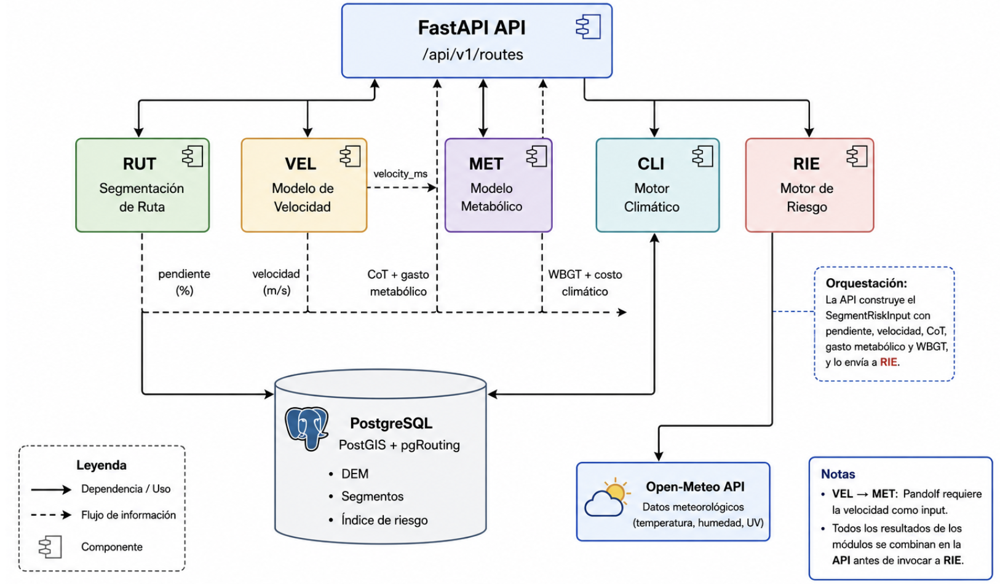 FastAPI API
/api/v1/routes
RUT
Segmentación
de Ruta
VEL
Modelo de
Velocidad
velocity_ms
MET
Modelo
Metabólico
CLI
Motor
Climático
RIE
Motor de
Riesgo
pendiente
(%)
velocidad
(m/s)
CoT + gasto
metabólico
WBGT + costo
climático
Orquestación:
La API construye el
SegmentRiskInput con
pendiente, velocidad, CoT,
gasto metabólico y WBGT,
y lo envía a RIE.
PostgreSQL
PostGIS + pgRouting
• DEM
• Segmentos
• Índice de riesgo
Open-Meteo API
Datos meteorológicos
(temperatura, humedad, UV)
Leyenda
Dependencia / Uso
Flujo de información
Componente
Notas
• VEL → MET: Pandolf requiere
la velocidad como input.
• Todos los resultados de los
módulos se combinan en la
API antes de invocar a RIE.